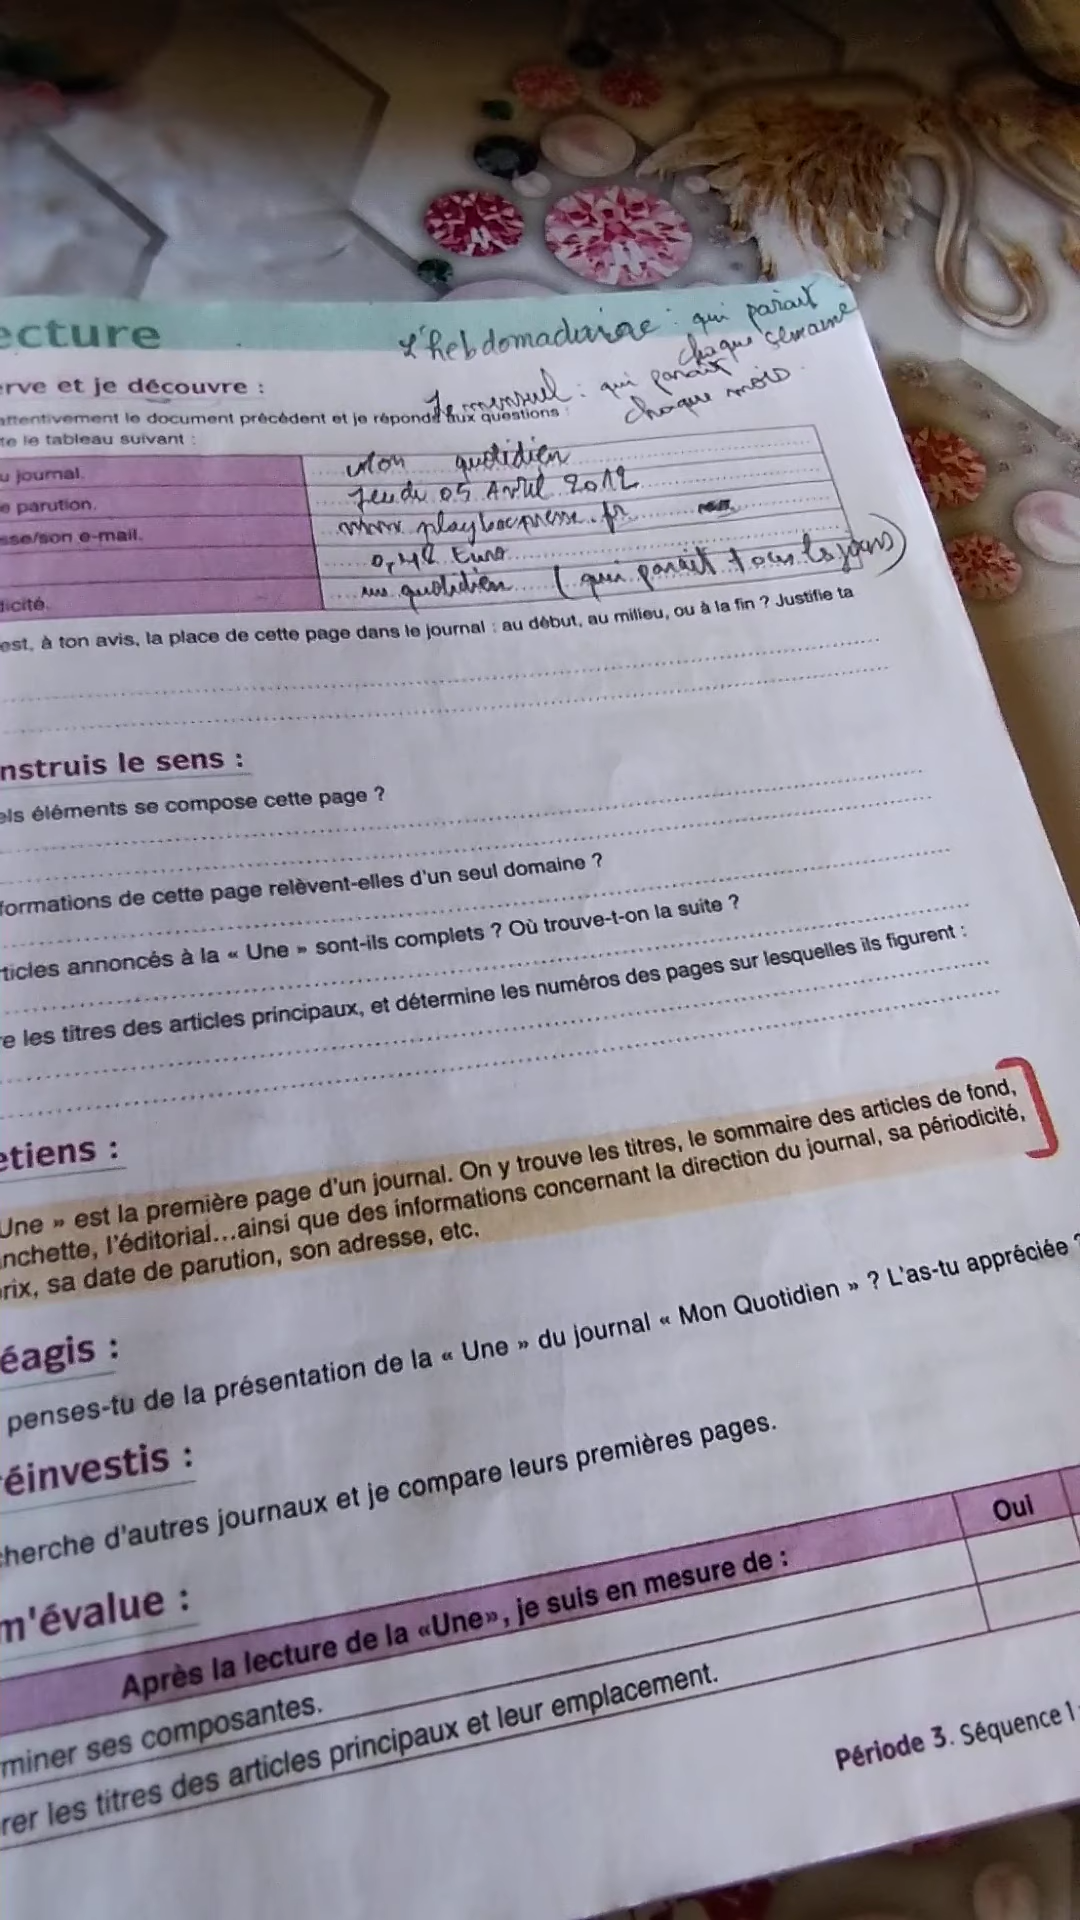 ecture
L'hebdomadaire : qui parait
chaque semaine
erve et je découvre :
Le mensuel : qui parait
chaque mois.
attentivement le document précédent et je réponds aux questions :
te le tableau suivant :
u journal. Mon quotidien
e parution. Jeudi 05 Avril 2012
sse/son e-mail. www playbacpresse.fr
0,48 Euro
dicité. un quotidien (qui parait tous les jours)
est, à ton avis, la place de cette page dans le journal : au début, au milieu, ou à la fin ? Justifie ta
nstruis le sens :
els éléments se compose cette page ?
formations de cette page relèvent-elles d'un seul domaine ?
ticles annoncés à la « Une » sont-ils complets ? Où trouve-t-on la suite ?
e les titres des articles principaux, et détermine les numéros des pages sur lesquelles ils figurent :
etiens :
Une » est la première page d'un journal. On y trouve les titres, le sommaire des articles de fond,
nchette, l'éditorial...ainsi que des informations concernant la direction du journal, sa périodicité,
rix, sa date de parution, son adresse, etc.
éagis :
penses-tu de la présentation de la « Une » du journal « Mon Quotidien » ? L'as-tu appréciée ?
éinvestis :
cherche d'autres journaux et je compare leurs premières pages.
m'évalue :
Après la lecture de la «Une», je suis en mesure de : Oui
miner ses composantes.
rer les titres des articles principaux et leur emplacement.
Période 3. Séquence 1